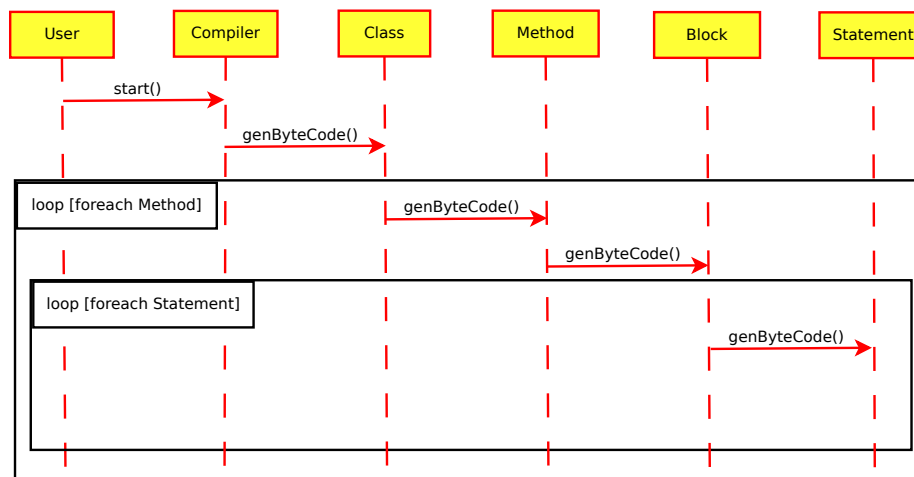 User
Compiler
Class
Method
Block
Statement
start()
genByteCode()
loop [foreach Method]
genByteCode()
genByteCode()
loop [foreach Statement]
genByteCode()